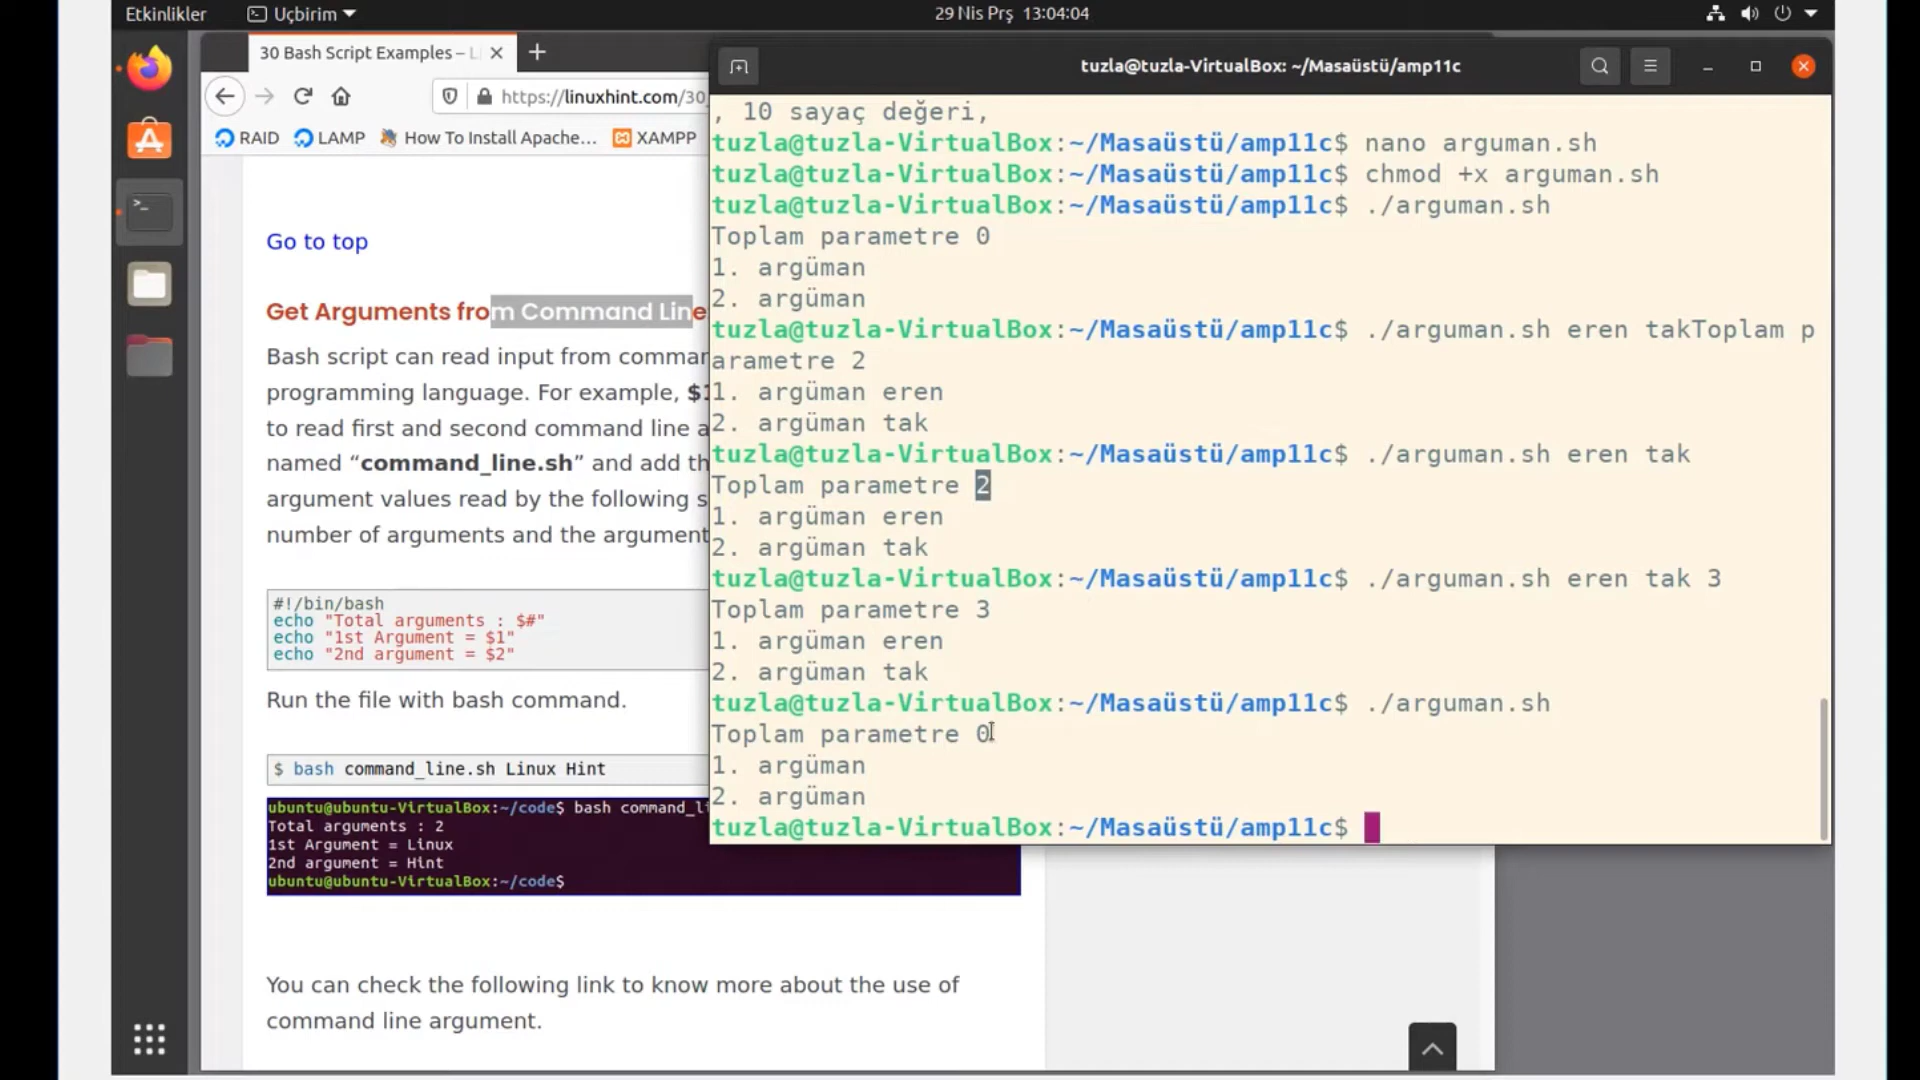 Etkinlikler
Uçbirim
29 Nis Prş 13:04:04
30 Bash Script Examples – L
https://linuxhint.com/30_
RAID
LAMP
How To Install Apache...
XAMPP
Go to top
Get Arguments from Command Line
Bash script can read input from comman
programming language. For example, $1
to read first and second command line a
named “command_line.sh” and add th
argument values read by the following s
number of arguments and the argument
#!/bin/bash
echo "Total arguments : $#"
echo "1st Argument = $1"
echo "2nd argument = $2"
Run the file with bash command.
$ bash command_line.sh Linux Hint
ubuntu@ubuntu-VirtualBox:~/code$ bash command_li
Total arguments : 2
1st Argument = Linux
2nd argument = Hint
ubuntu@ubuntu-VirtualBox:~/code$
You can check the following link to know more about the use of
command line argument.
tuzla@tuzla-VirtualBox: ~/Masaüstü/amp11c
, 10 sayaç değeri,
tuzla@tuzla-VirtualBox:~/Masaüstü/amp11c$ nano arguman.sh
tuzla@tuzla-VirtualBox:~/Masaüstü/amp11c$ chmod +x arguman.sh
tuzla@tuzla-VirtualBox:~/Masaüstü/amp11c$ ./arguman.sh
Toplam parametre 0
1. argüman
2. argüman
tuzla@tuzla-VirtualBox:~/Masaüstü/amp11c$ ./arguman.sh eren takToplam p
arametre 2
1. argüman eren
2. argüman tak
tuzla@tuzla-VirtualBox:~/Masaüstü/amp11c$ ./arguman.sh eren tak
Toplam parametre 2
1. argüman eren
2. argüman tak
tuzla@tuzla-VirtualBox:~/Masaüstü/amp11c$ ./arguman.sh eren tak 3
Toplam parametre 3
1. argüman eren
2. argüman tak
tuzla@tuzla-VirtualBox:~/Masaüstü/amp11c$ ./arguman.sh
Toplam parametre 0
1. argüman
2. argüman
tuzla@tuzla-VirtualBox:~/Masaüstü/amp11c$